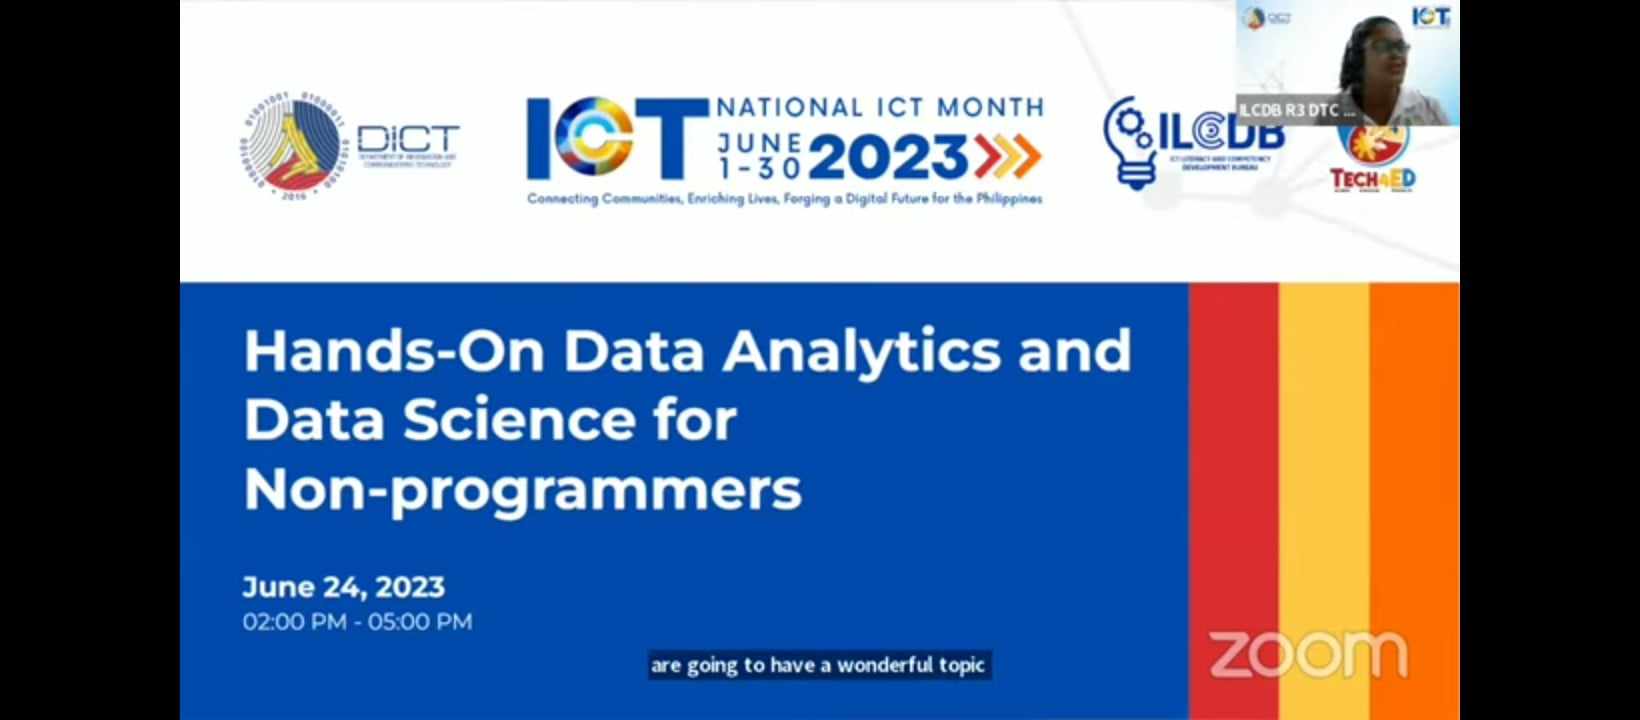 DICT
DEPARTMENT OF INFORMATION AND
COMMUNICATIONS TECHNOLOGY
2016
ICT NATIONAL ICT MONTH
JUNE
1-30 2023
Connecting Communities, Enriching Lives, Forging a Digital Future for the Philippines
ILCDB
ICT LITERACY AND COMPETENCY
DEVELOPMENT BUREAU
TECH4ED
DICT
ICT
ILCDB R3 DTC ...
Hands-On Data Analytics and
Data Science for
Non-programmers
June 24, 2023
02:00 PM - 05:00 PM
are going to have a wonderful topic
zoom